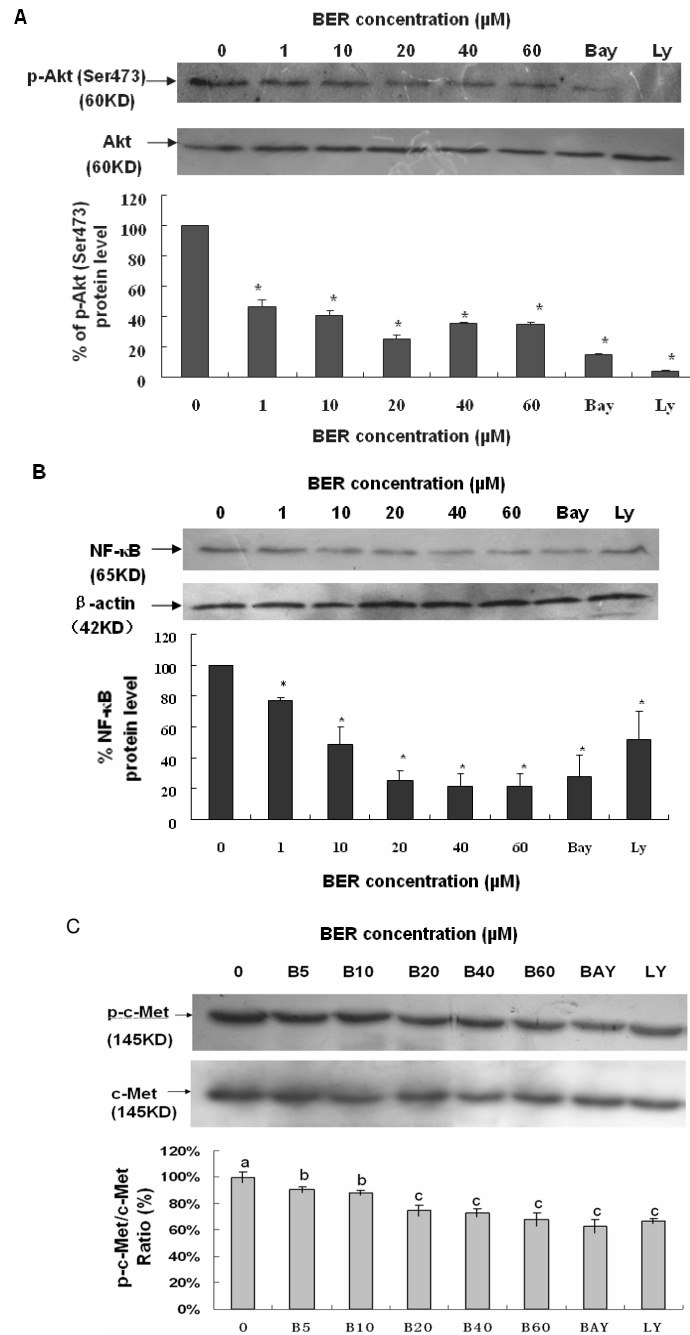 A
BER concentration (µM)
0 1 10 20 40 60 Bay Ly
p-Akt (Ser473)
(60KD)
Akt
(60KD)
% of p-Akt (Ser473)
protein level
120
100
80
60
40
20
0
* * * * * * *
0 1 10 20 40 60 Bay Ly
BER concentration (µM)
B
BER concentration (µM)
0 1 10 20 40 60 Bay Ly
NF-κB
(65KD)
β-actin
(42KD)
% NF-κB
protein level
120
100
80
60
40
20
0
* * * * * * *
0 1 10 20 40 60 Bay Ly
BER concentration (µM)
C
BER concentration (µM)
0 B5 B10 B20 B40 B60 BAY LY
p-c-Met
(145KD)
c-Met
(145KD)
p-c-Met/c-Met
Ratio (%)
120%
100%
80%
60%
40%
20%
0%
a b b c c c c c
0 B5 B10 B20 B40 B60 BAY LY